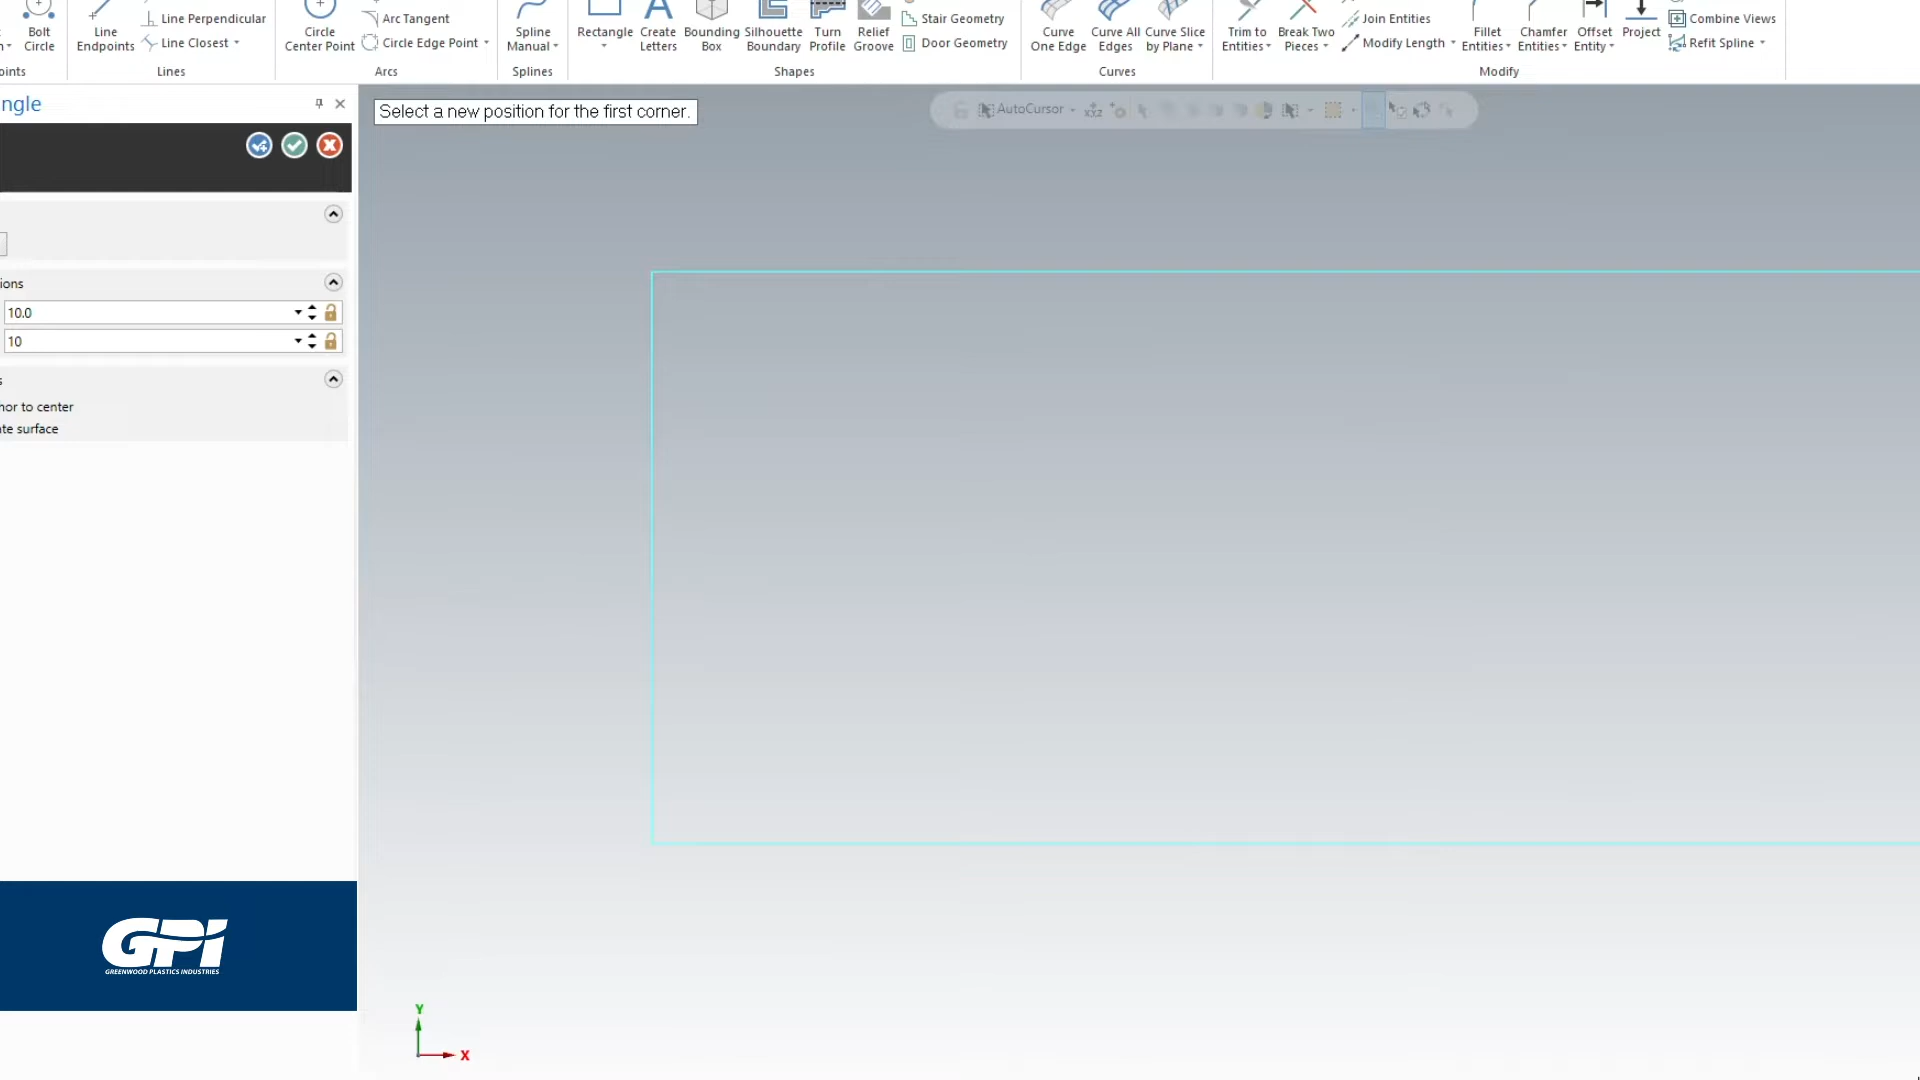 Bolt
Circle
Line
Endpoints
Line Perpendicular
Line Closest
Circle
Center Point
Arc Tangent
Circle Edge Point
Spline
Manual
Rectangle
Create
Letters
Bounding
Box
Silhouette
Boundary
Turn
Profile
Relief
Groove
Stair Geometry
Door Geometry
Curve
One Edge
Curve All
Edges
Curve Slice
by Plane
Trim to
Entities
Break Two
Pieces
Join Entities
Modify Length
Fillet
Entities
Chamfer
Entities
Offset
Entity
Project
Combine Views
Refit Spline
oints
Lines
Arcs
Splines
Shapes
Curves
Modify
ngle
Select a new position for the first corner.
AutoCursor
XYZ
ions
10.0
10
s
hor to center
te surface
GPI
GREENWOOD PLASTICS INDUSTRIES
Y
X